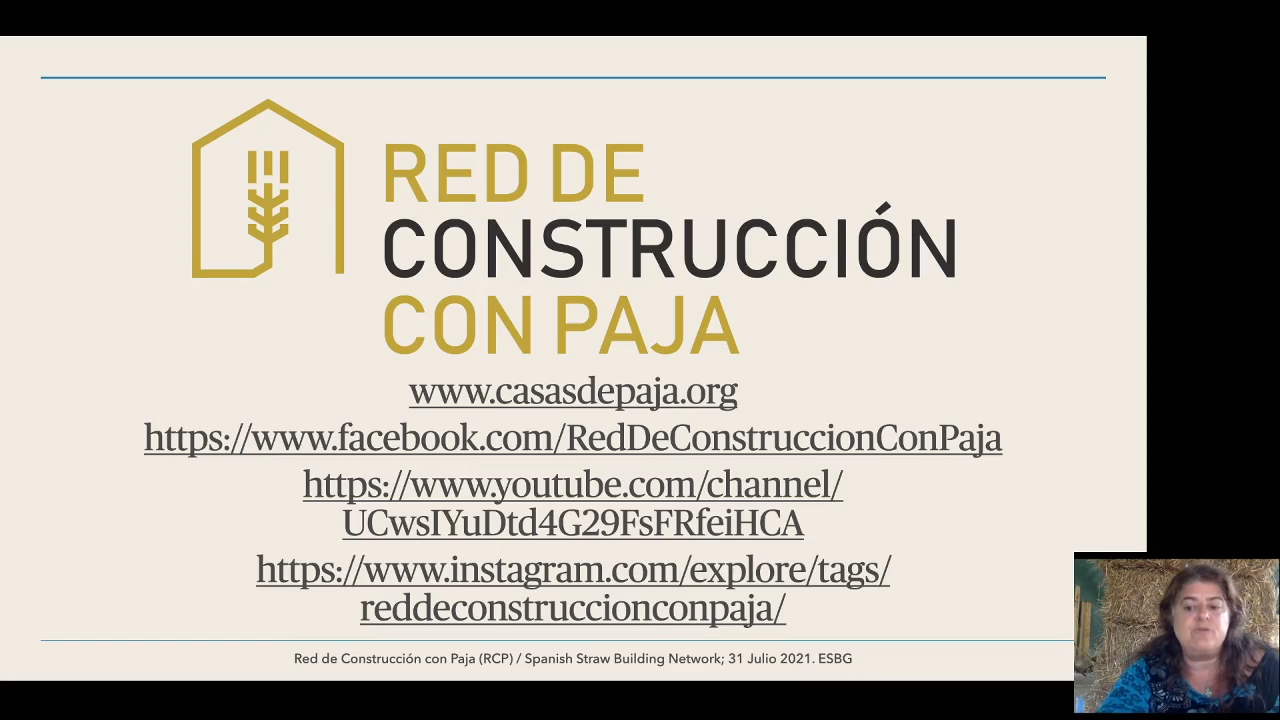 RED DE
CONSTRUCCIÓN
CON PAJA
www.casasdepaja.org
https://www.facebook.com/RedDeConstruccionConPaja
https://www.youtube.com/channel/
UCwsIYuDtd4G29FsFRfeiHCA
https://www.instagram.com/explore/tags/
reddeconstruccionconpaja/
Red de Construcción con Paja (RCP) / Spanish Straw Building Network; 31 Julio 2021. ESBG